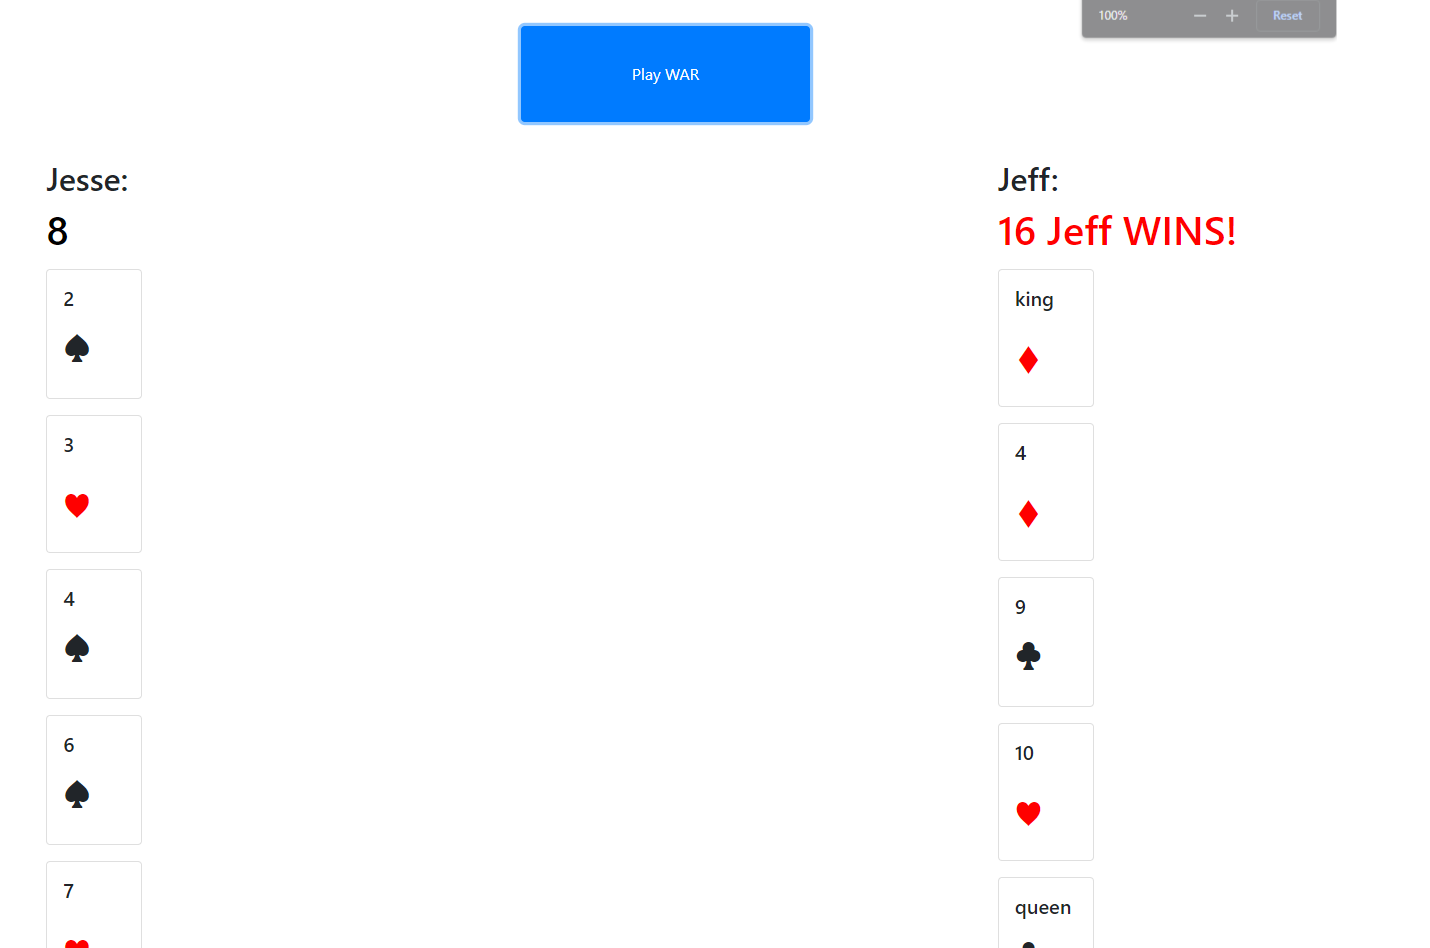 100% − + Reset
Play WAR
Jesse:
8
2
♠
3
♥
4
♠
6
♠
7
♥
Jeff:
16 Jeff WINS!
king
♦
4
♦
9
♣
10
♥
queen